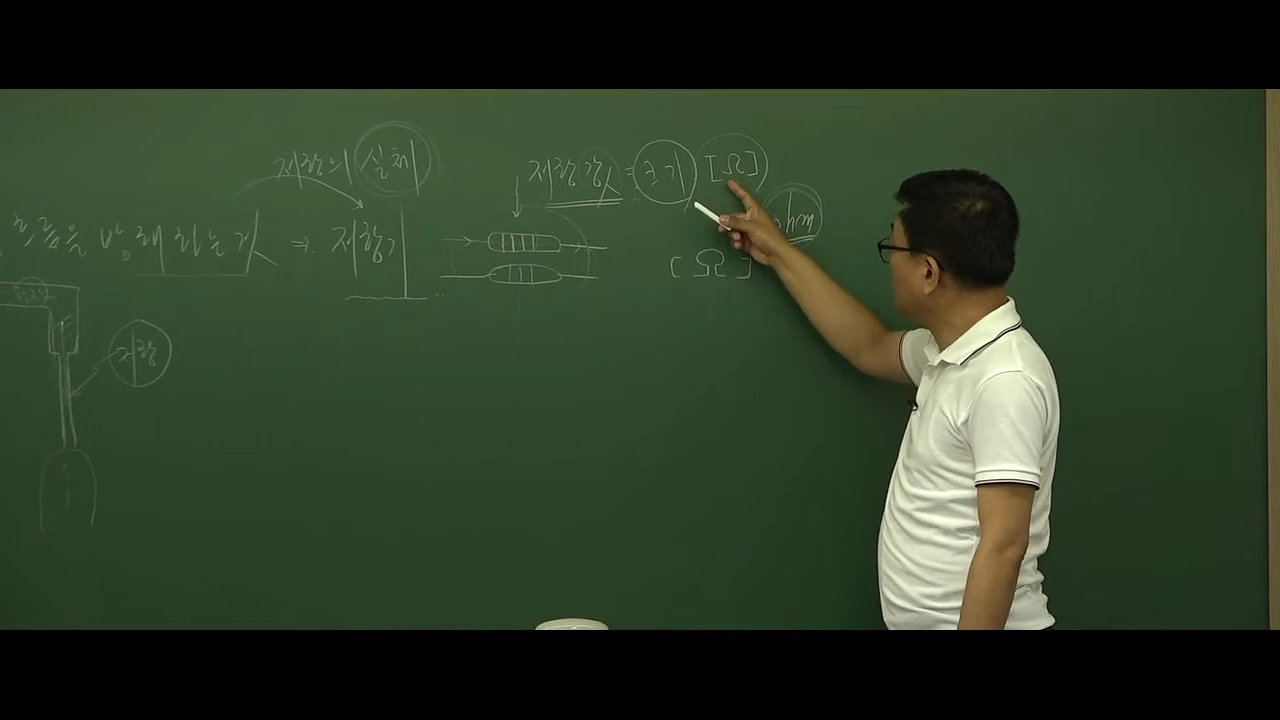 저항의 실체
저항값 = 크기 [Ω]
ohm
흐름을 방해하는 것 ⇒ 저항기
[Ω]
저항